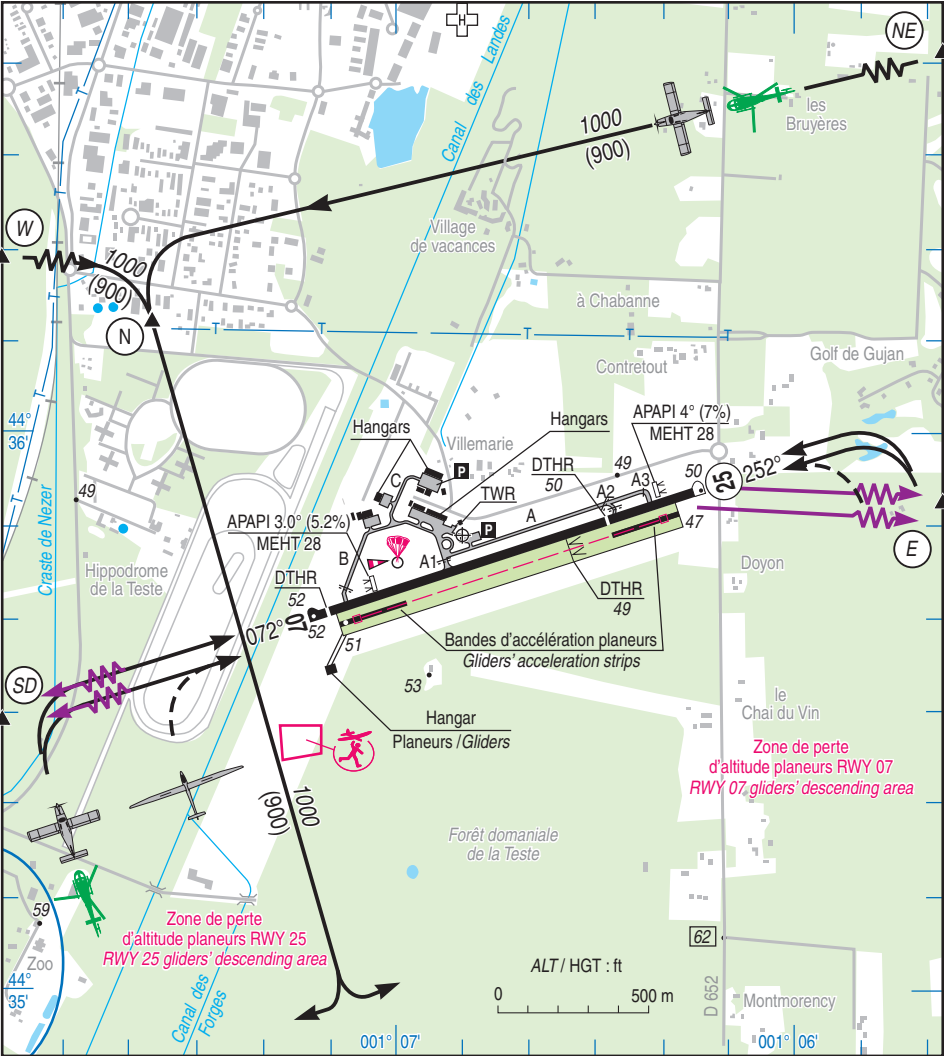 H
NE
Canal des Landes
1000
(900)
les
Bruyères
W
Village
de vacances
1000
(900)
à Chabanne
N
T
T
T
T
T
T
T
Contretout
Golf de Gujan
44°
36'
Hangars
Hangars
APAPI 4° (7%)
MEHT 28
Villemarie
DTHR
50
49
50
25
252°
C
P
TWR
A2
A3
49
A
47
APAPI 3.0° (5.2%)
MEHT 28
P
E
Craste de Nezer
B
A1
Hippodrome
de la Teste
DTHR
52
Doyon
DTHR
49
072°
07
52
51
Bandes d'accélération planeurs
Gliders' acceleration strips
SD
53
le
Chai du Vin
Hangar
Planeurs / Gliders
Zone de perte
d'altitude planeurs RWY 07
RWY 07 gliders' descending area
1000
(900)
Forêt domaniale
de la Teste
59
Zone de perte
d'altitude planeurs RWY 25
RWY 25 gliders' descending area
62
Zoo
ALT / HGT : ft
44°
35'
Canal des
Forges
0
500 m
D 652
Montmorency
001° 07'
001° 06'